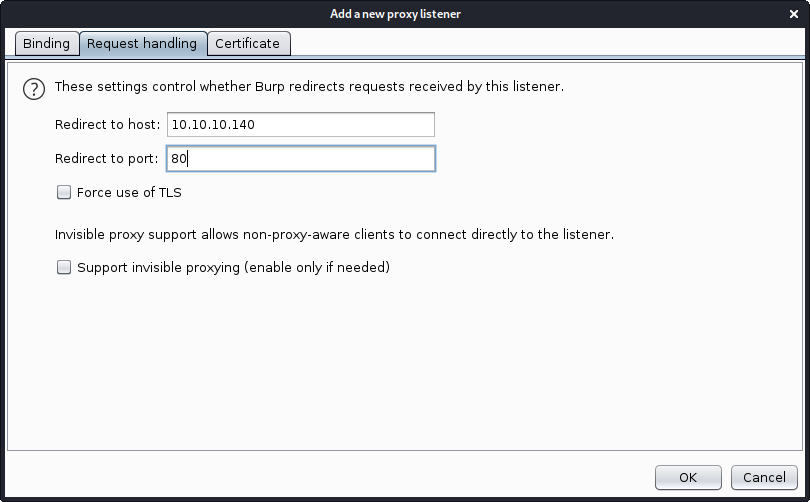 Add a new proxy listener
Binding Request handling Certificate
? These settings control whether Burp redirects requests received by this listener.
Redirect to host: 10.10.10.140
Redirect to port: 80
Force use of TLS
Invisible proxy support allows non-proxy-aware clients to connect directly to the listener.
Support invisible proxying (enable only if needed)
OK Cancel